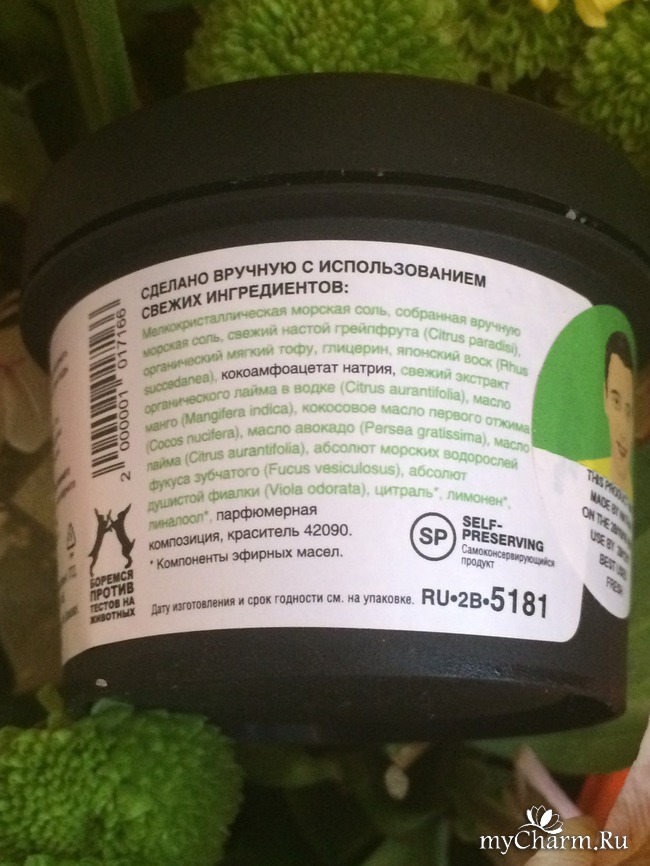 СДЕЛАНО ВРУЧНУЮ С ИСПОЛЬЗОВАНИЕМ
СВЕЖИХ ИНГРЕДИЕНТОВ:
Мелкокристаллическая морская соль, собранная вручную
морская соль, свежий настой грейпфрута (Citrus paradisi),
органический мягкий тофу, глицерин, японский воск (Rhus
succedanea), кокоамфоацетат натрия, свежий экстракт
органического лайма в водке (Citrus aurantifolia), масло
манго (Mangifera indica), кокосовое масло первого отжима
(Cocos nucifera), масло авокадо (Persea gratissima), масло
лайма (Citrus aurantifolia), абсолют морских водорослей
фукуса зубчатого (Fucus vesiculosus), абсолют
душистой фиалки (Viola odorata), цитраль*, лимонен*,
линалоол*, парфюмерная
композиция, краситель 42090.
* Компоненты эфирных масел.
SP
SELF-
PRESERVING
Самоконсервирующийся
продукт
Дату изготовления и срок годности см. на упаковке.
RU•2B•5181
2 000001 017166
БОРЕМСЯ
ПРОТИВ
ТЕСТОВ НА
ЖИВОТНЫХ
THIS
MADE BY
ON THE
USE BY
BEST
FRESH
myCharm.Ru